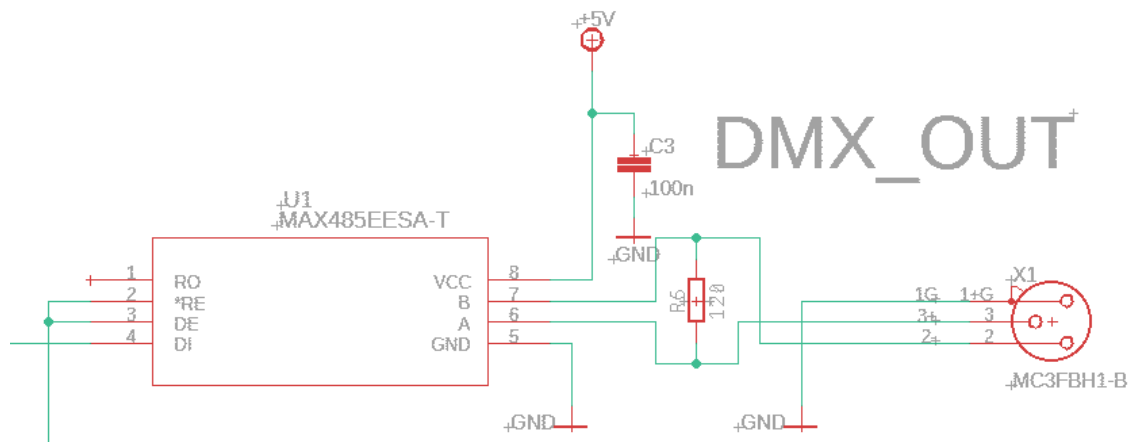 +5V
DMX_OUT
C3
100n
GND
U1
MAX485EESA-T
1 RO
2 *RE
3 DE
4 DI
VCC 8
B 7
A 6
GND 5
R6
120
X1
1G 1+G
3+ 3
2+ 2
MC3FBH1-B
GND
GND